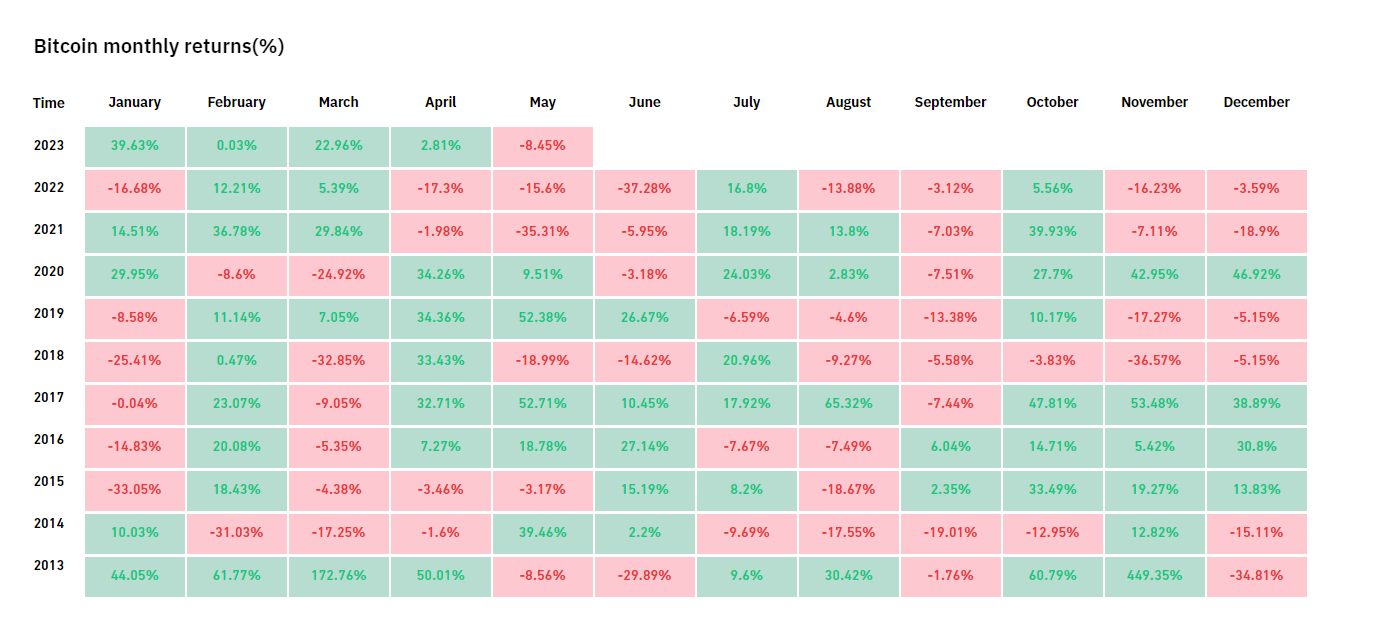 Bitcoin monthly returns(%)
Time January February March April May June July August September October November December
2023 39.63% 0.03% 22.96% 2.81% -8.45%
2022 -16.68% 12.21% 5.39% -17.3% -15.6% -37.28% 16.8% -13.88% -3.12% 5.56% -16.23% -3.59%
2021 14.51% 36.78% 29.84% -1.98% -35.31% -5.95% 18.19% 13.8% -7.03% 39.93% -7.11% -18.9%
2020 29.95% -8.6% -24.92% 34.26% 9.51% -3.18% 24.03% 2.83% -7.51% 27.7% 42.95% 46.92%
2019 -8.58% 11.14% 7.05% 34.36% 52.38% 26.67% -6.59% -4.6% -13.38% 10.17% -17.27% -5.15%
2018 -25.41% 0.47% -32.85% 33.43% -18.99% -14.62% 20.96% -9.27% -5.58% -3.83% -36.57% -5.15%
2017 -0.04% 23.07% -9.05% 32.71% 52.71% 10.45% 17.92% 65.32% -7.44% 47.81% 53.48% 38.89%
2016 -14.83% 20.08% -5.35% 7.27% 18.78% 27.14% -7.67% -7.49% 6.04% 14.71% 5.42% 30.8%
2015 -33.05% 18.43% -4.38% -3.46% -3.17% 15.19% 8.2% -18.67% 2.35% 33.49% 19.27% 13.83%
2014 10.03% -31.03% -17.25% -1.6% 39.46% 2.2% -9.69% -17.55% -19.01% -12.95% 12.82% -15.11%
2013 44.05% 61.77% 172.76% 50.01% -8.56% -29.89% 9.6% 30.42% -1.76% 60.79% 449.35% -34.81%